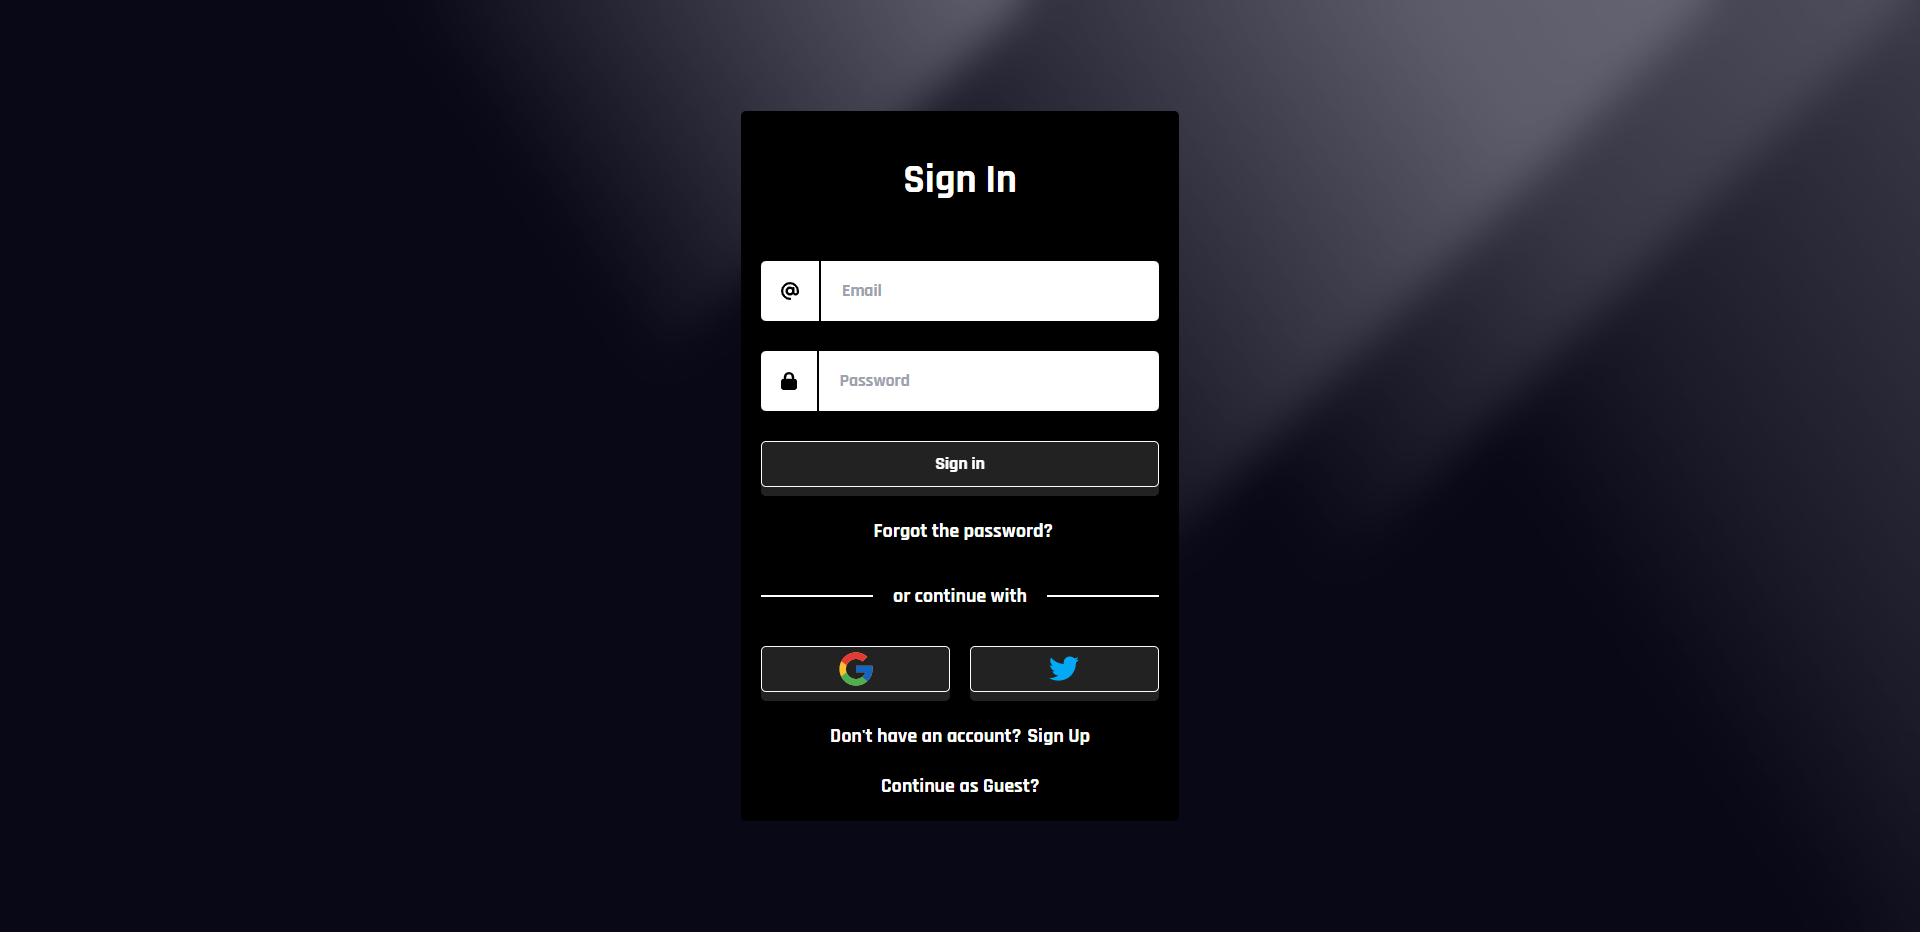 Sign In
@ Email
Password
Sign in
Forgot the password?
or continue with
Don't have an account? Sign Up
Continue as Guest?